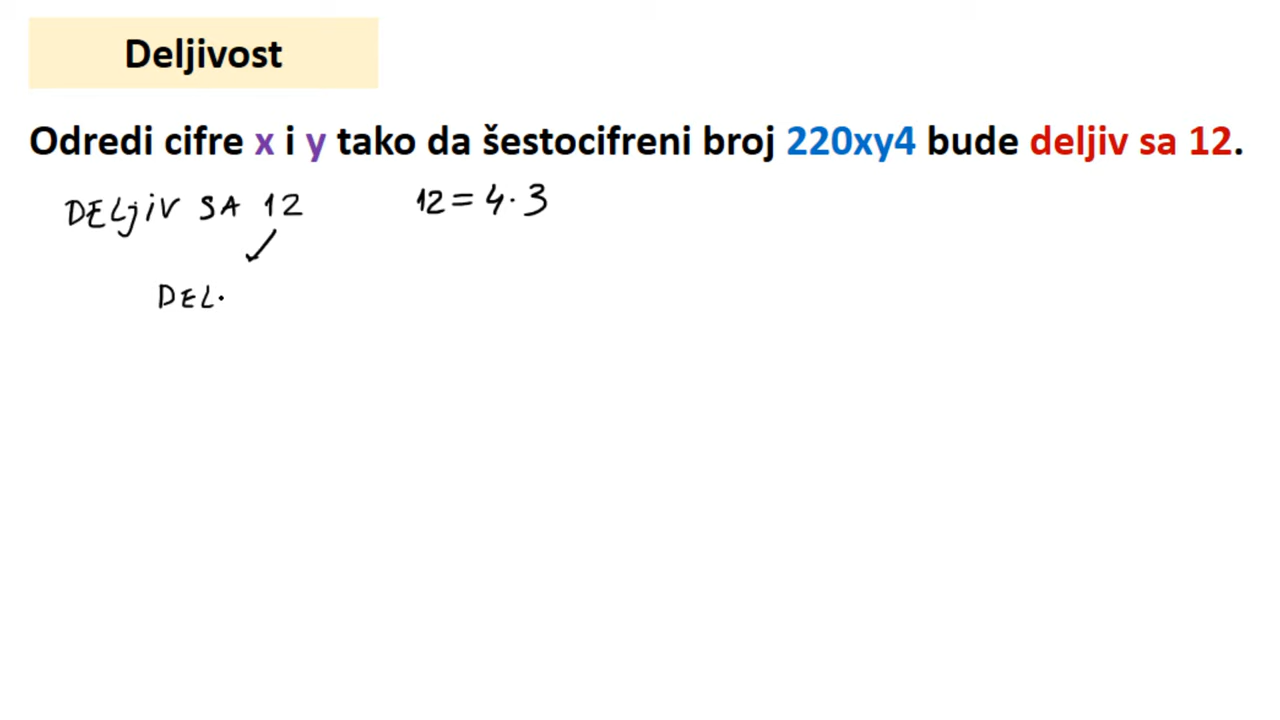 Deljivost
Odredi cifre x i y tako da šestocifreni broj 220xy4 bude deljiv sa 12.
DELjiV SA 12 12 = 4 · 3
DEL.